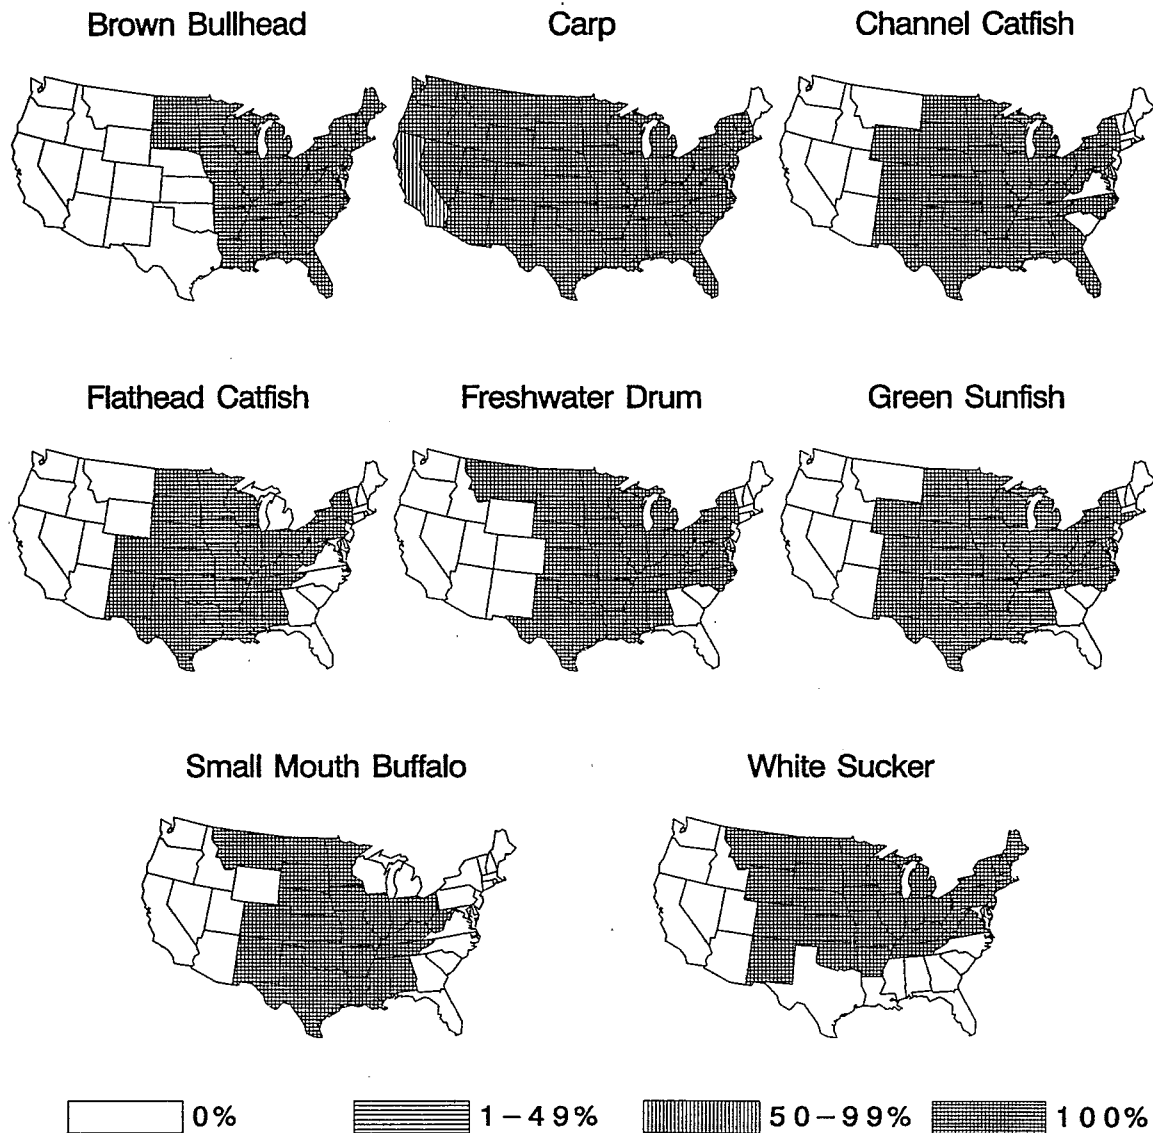 Brown Bullhead
Carp
Channel Catfish
Flathead Catfish
Freshwater Drum
Green Sunfish
Small Mouth Buffalo
White Sucker
0%
1-49%
50-99%
100%